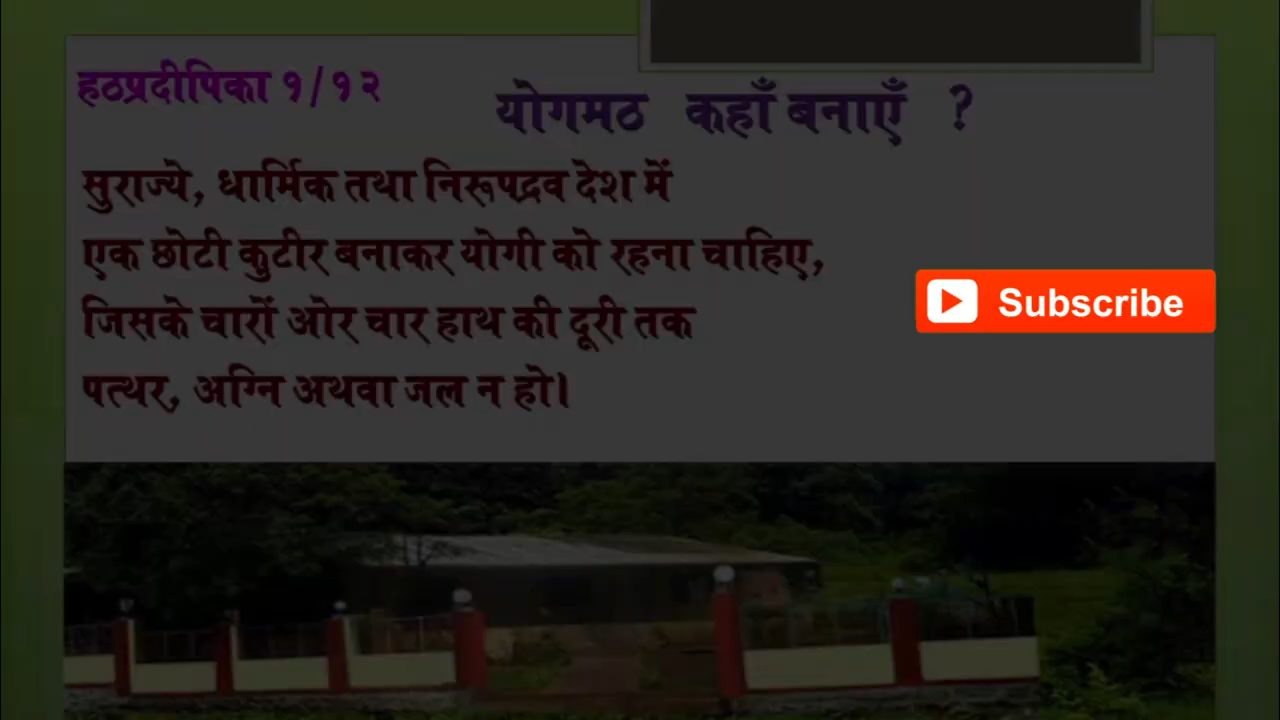 हठप्रदीपिका १/१२
योगमठ कहाँ बनाएँ ?
सुराज्ये, धार्मिक तथा निरूपद्रव देश में
एक छोटी कुटीर बनाकर योगी को रहना चाहिए,
जिसके चारों ओर चार हाथ की दूरी तक
पत्थर, अग्नि अथवा जल न हो।
Subscribe